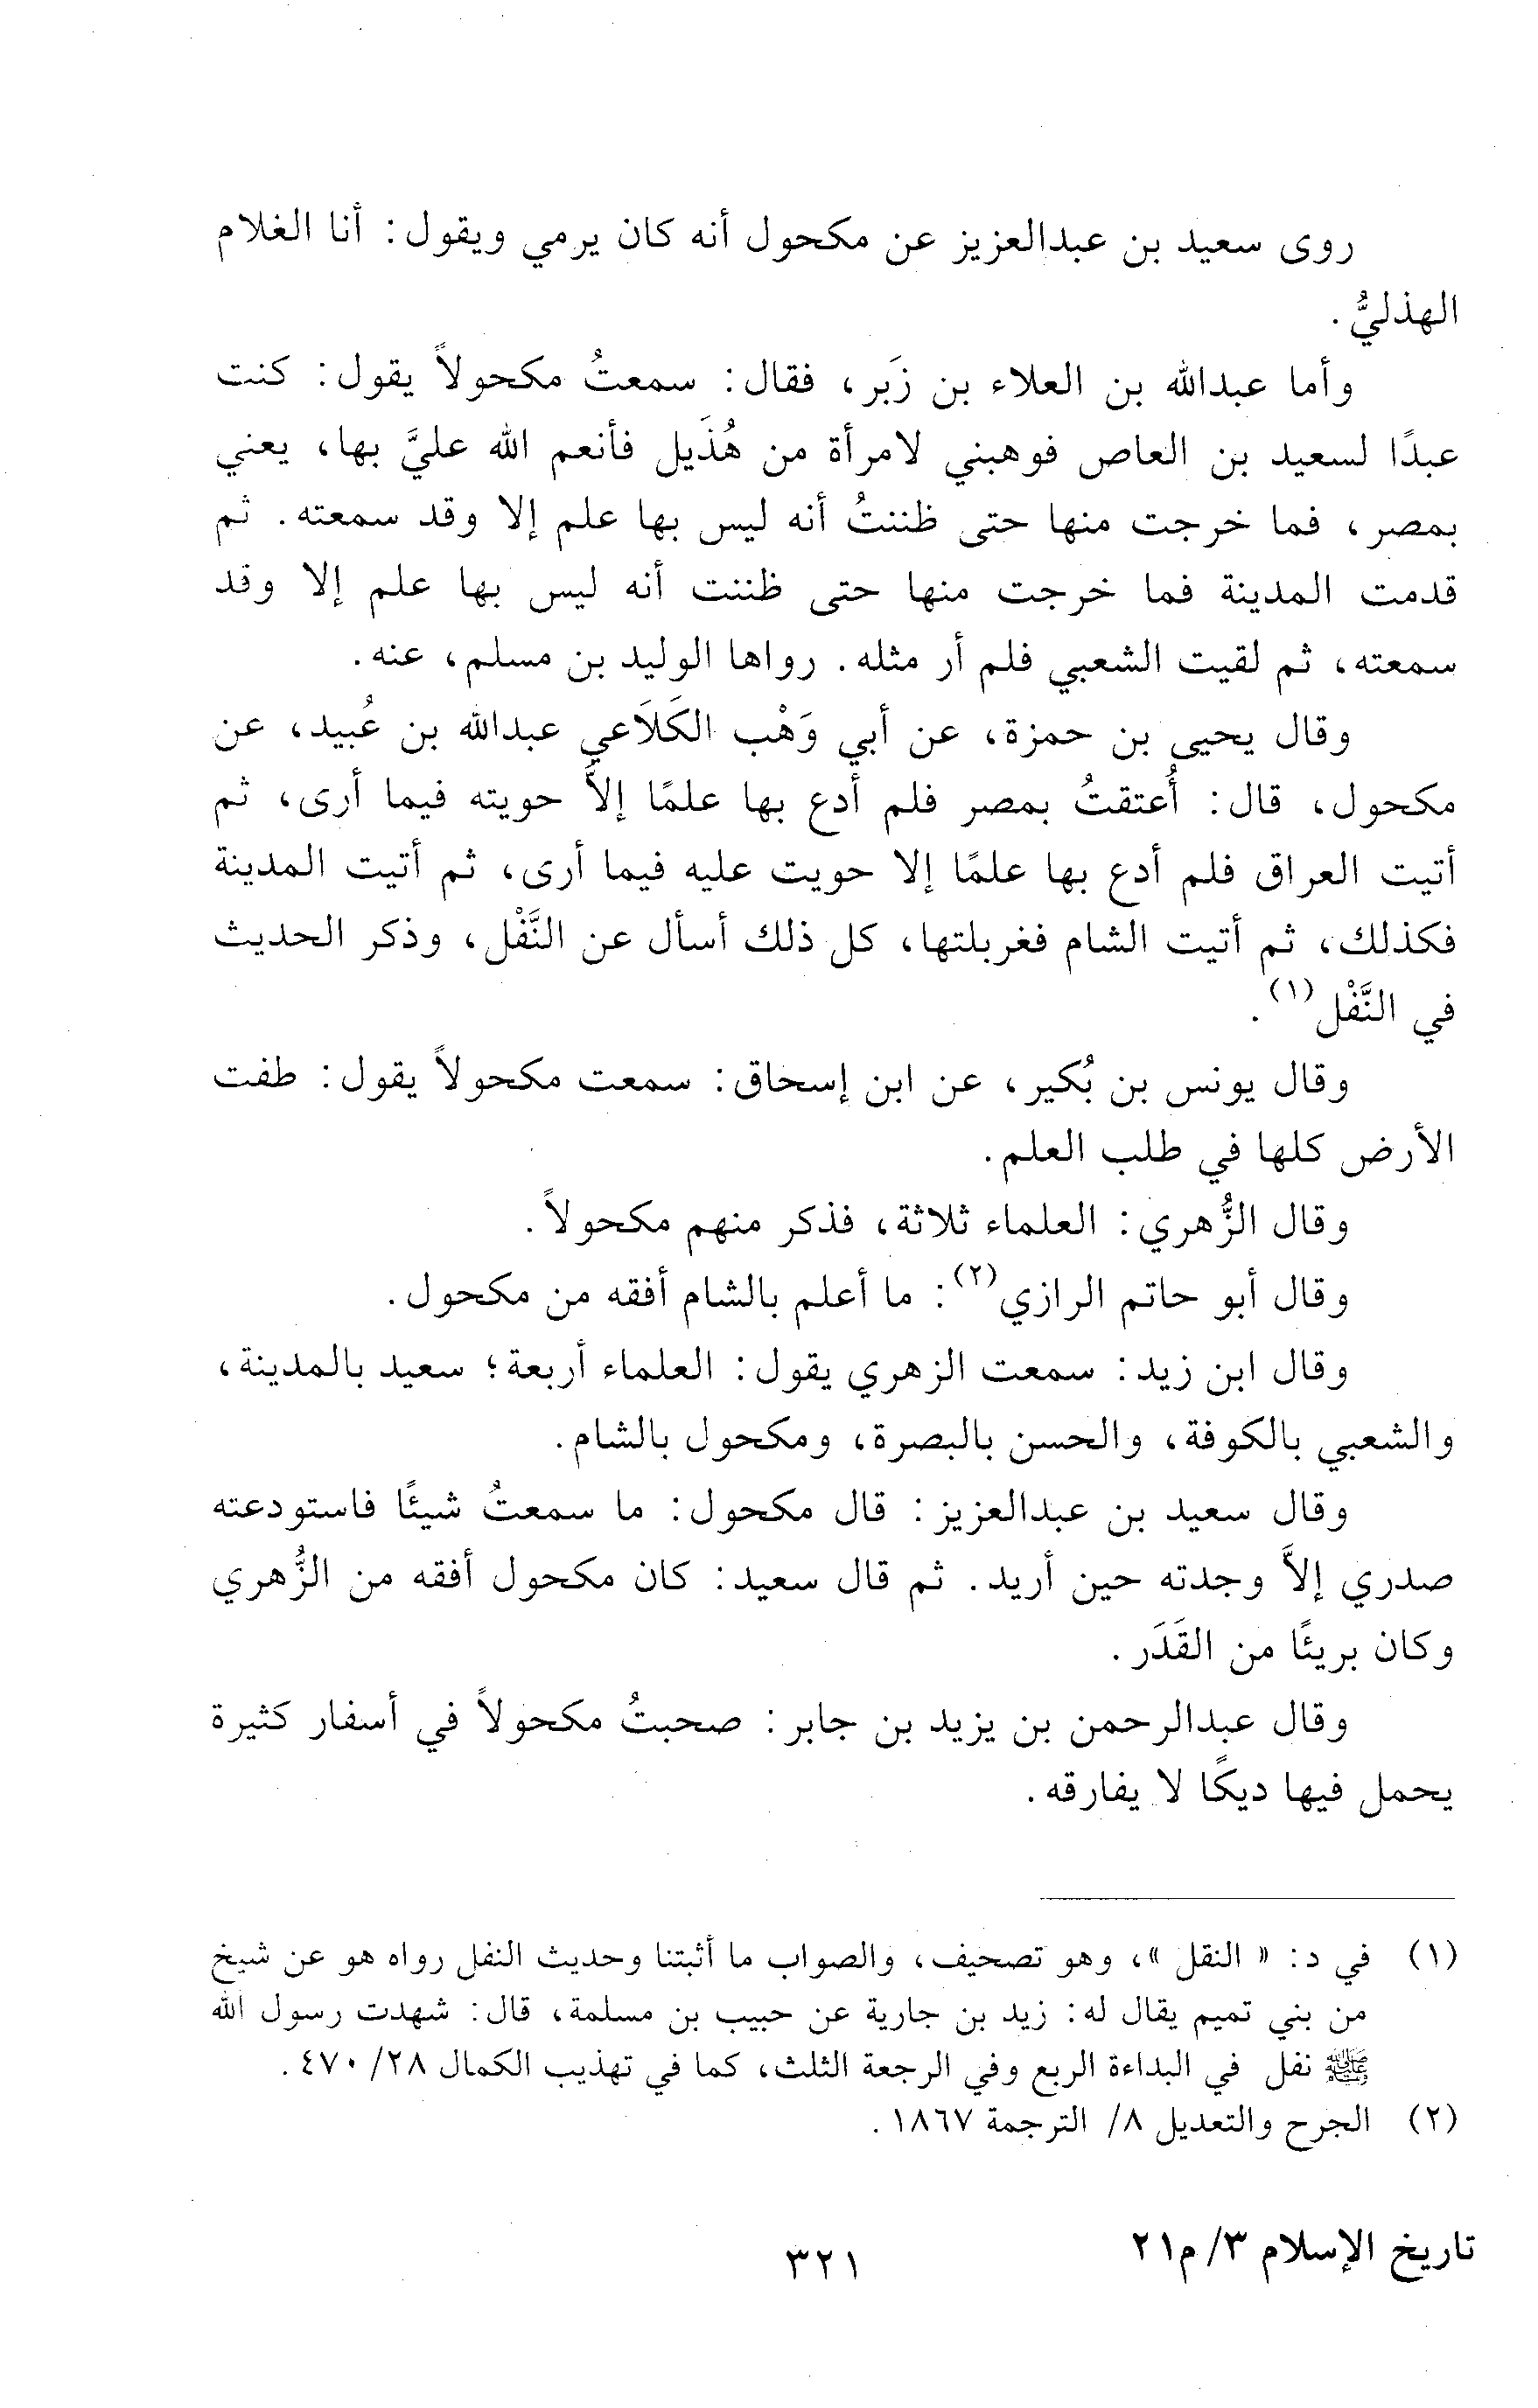 روى سعيد بن عبدالعزيز عن مكحول أنه كان يرمي ويقول: أنا الغلام
الهذليُّ.
وأما عبدالله بن العلاء بن زَبر، فقال: سمعتُ مكحولاً يقول: كنت
عبدًا لسعيد بن العاص فوهبني لامرأة من هُذَيل فأنعم الله عليَّ بها، يعني
بمصر، فما خرجت منها حتى ظننتُ أنه ليس بها علم إلا وقد سمعته. ثم
قدمت المدينة فما خرجت منها حتى ظننت أنه ليس بها علم إلا وقد
سمعته، ثم لقيت الشعبي فلم أر مثله. رواها الوليد بن مسلم، عنه.
وقال يحيى بن حمزة، عن أبي وَهْب الكَلَاعي عبدالله بن عُبيد، عن
مكحول، قال: أُعتقتُ بمصر فلم أدع بها علمًا إلاَّ حويته فيما أرى، ثم
أتيت العراق فلم أدع بها علمًا إلا حويت عليه فيما أرى، ثم أتيت المدينة
فكذلك، ثم أتيت الشام فغربلتها، كل ذلك أسأل عن النَّفْل، وذكر الحديث
في النَّفْل(١).
وقال يونس بن بُكير، عن ابن إسحاق: سمعت مكحولاً يقول: طفت
الأرض كلها في طلب العلم.
وقال الزُّهري: العلماء ثلاثة، فذكر منهم مكحولاً.
وقال أبو حاتم الرازي(٢): ما أعلم بالشام أفقه من مكحول.
وقال ابن زيد: سمعت الزهري يقول: العلماء أربعة؛ سعيد بالمدينة،
والشعبي بالكوفة، والحسن بالبصرة، ومكحول بالشام.
وقال سعيد بن عبدالعزيز: قال مكحول: ما سمعتُ شيئًا فاستودعته
صدري إلاَّ وجدته حين أريد. ثم قال سعيد: كان مكحول أفقه من الزُّهري
وكان بريئًا من القَدَر.
وقال عبدالرحمن بن يزيد بن جابر: صحبتُ مكحولاً في أسفار كثيرة
يحمل فيها ديكًا لا يفارقه.
(١) في د: « النقل »، وهو تصحيف، والصواب ما أثبتنا وحديث النفل رواه هو عن شيخ
من بني تميم يقال له: زيد بن جارية عن حبيب بن مسلمة، قال: شهدت رسول الله
ﷺ نفل في البداءة الربع وفي الرجعة الثلث، كما في تهذيب الكمال ٢٨/ ٤٧٠.
(٢) الجرح والتعديل ٨/ الترجمة ١٨٦٧.
تاريخ الإسلام ٣/ م٢١
٣٢١